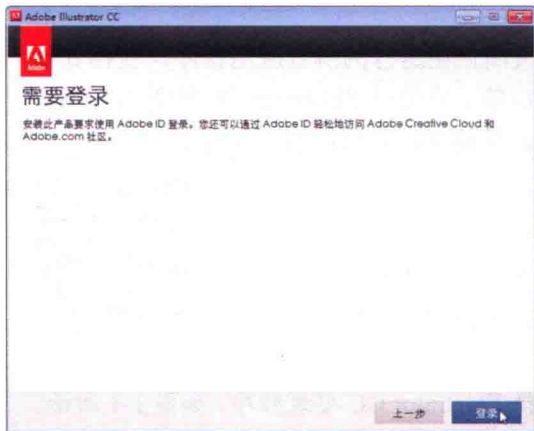 Adobe Illustrator CC
Adobe
需要登录
安装此产品要求使用 Adobe ID 登录。您还可以通过 Adobe ID 轻松地访问 Adobe Creative Cloud 和
Adobe.com 社区。
上一步
登录